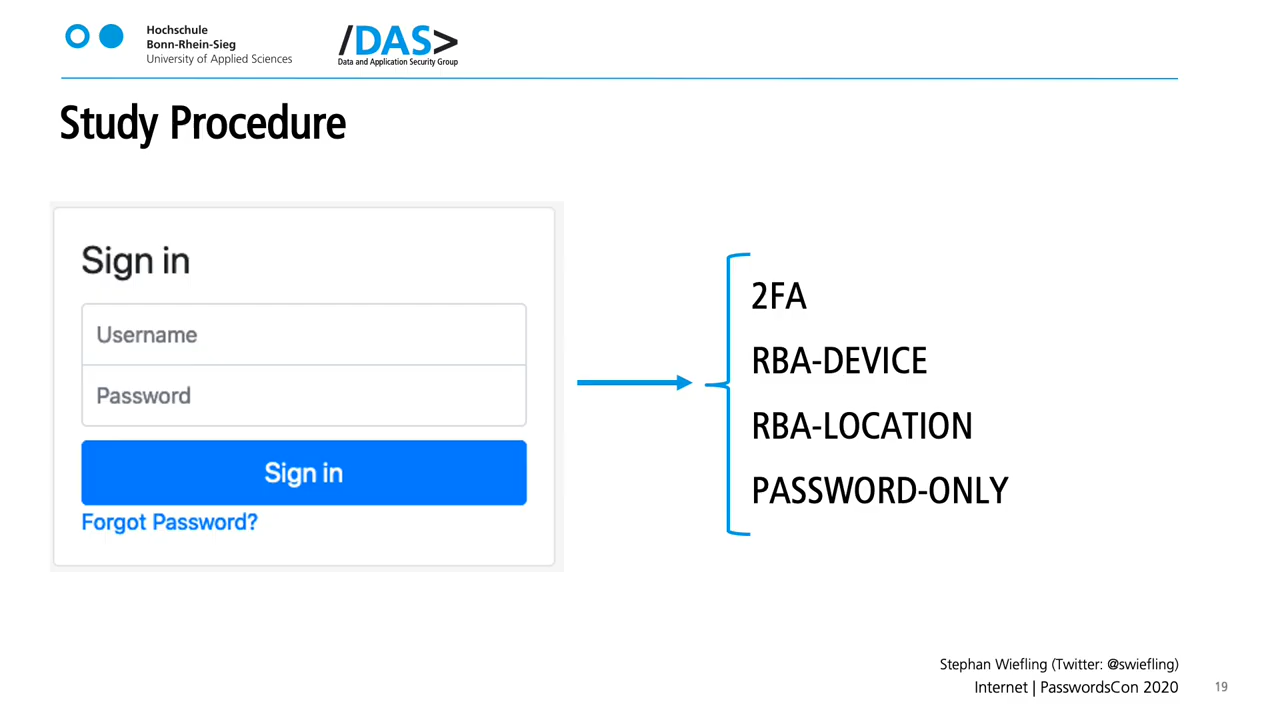 Hochschule
Bonn-Rhein-Sieg
University of Applied Sciences
/DAS>
Data and Application Security Group
Study Procedure
Sign in
Username
Password
Sign in
Forgot Password?
2FA
RBA-DEVICE
RBA-LOCATION
PASSWORD-ONLY
Stephan Wiefling (Twitter: @swiefling)
Internet | PasswordsCon 2020
19